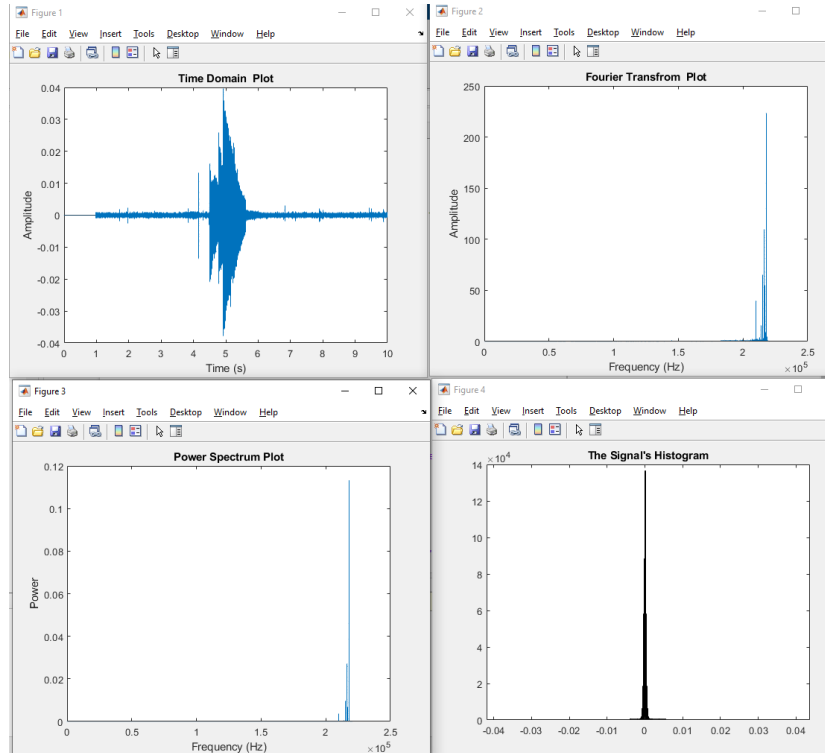 Figure 1
File Edit View Insert Tools Desktop Window Help
Time Domain Plot
0.04
0.03
0.02
0.01
0
-0.01
-0.02
-0.03
-0.04
Amplitude
0 1 2 3 4 5 6 7 8 9 10
Time (s)
Figure 2
File Edit View Insert Tools Desktop Window Help
Fourier Transfrom Plot
250
200
150
100
50
0
Amplitude
0 0.5 1 1.5 2 2.5
Frequency (Hz)
× 10^5
Figure 3
File Edit View Insert Tools Desktop Window Help
Power Spectrum Plot
0.12
0.1
0.08
0.06
0.04
0.02
0
Power
0 0.5 1 1.5 2 2.5
Frequency (Hz)
× 10^5
Figure 4
File Edit View Insert Tools Desktop Window Help
The Signal's Histogram
× 10^4
14
12
10
8
6
4
2
0
-0.04 -0.03 -0.02 -0.01 0 0.01 0.02 0.03 0.04